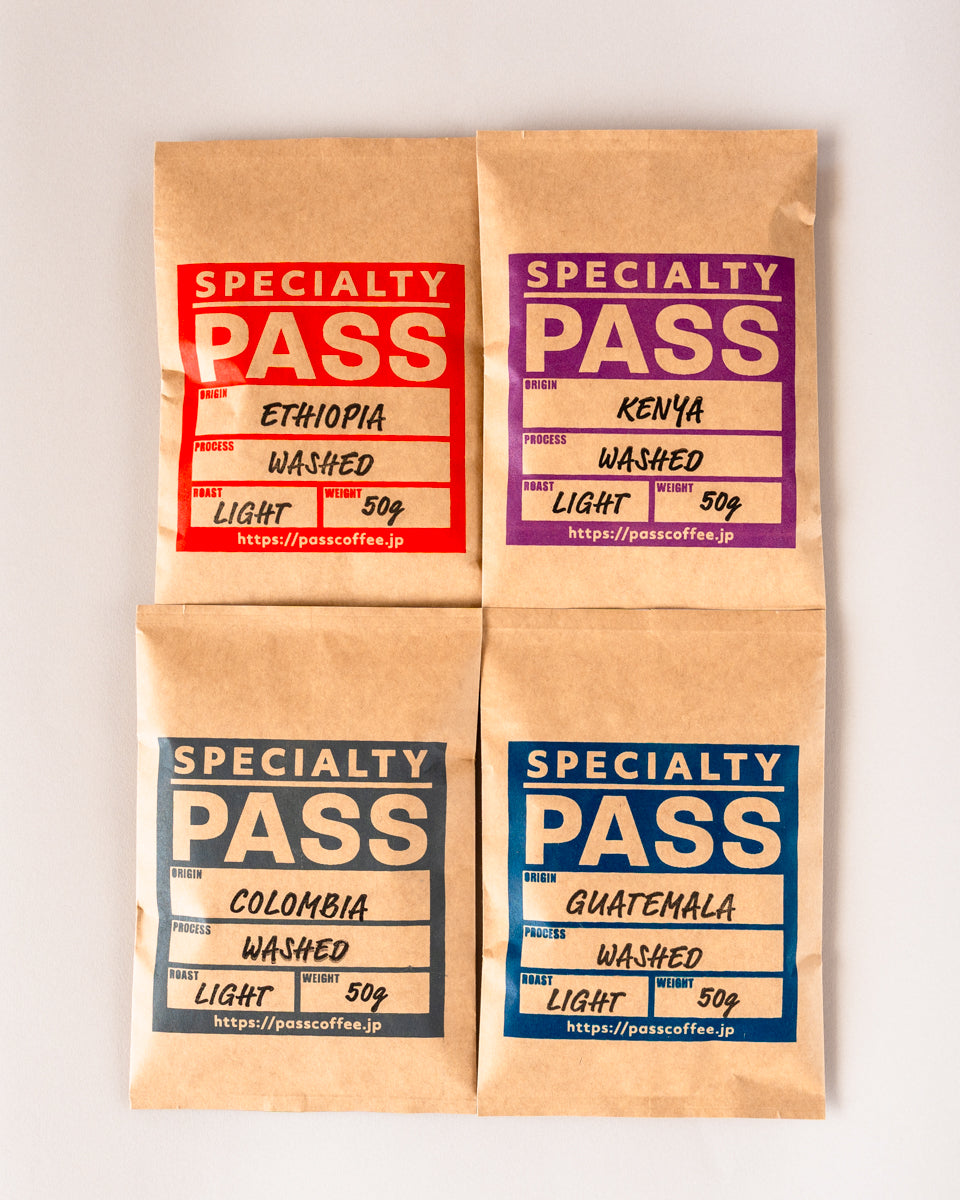 SPECIALTY
PASS
ORIGIN
ETHIOPIA
PROCESS
WASHED
ROAST
LIGHT
WEIGHT
50g
https://passcoffee.jp
SPECIALTY
PASS
ORIGIN
KENYA
PROCESS
WASHED
ROAST
LIGHT
WEIGHT
50g
https://passcoffee.jp
SPECIALTY
PASS
ORIGIN
COLOMBIA
PROCESS
WASHED
ROAST
LIGHT
WEIGHT
50g
https://passcoffee.jp
SPECIALTY
PASS
ORIGIN
GUATEMALA
PROCESS
WASHED
ROAST
LIGHT
WEIGHT
50g
https://passcoffee.jp